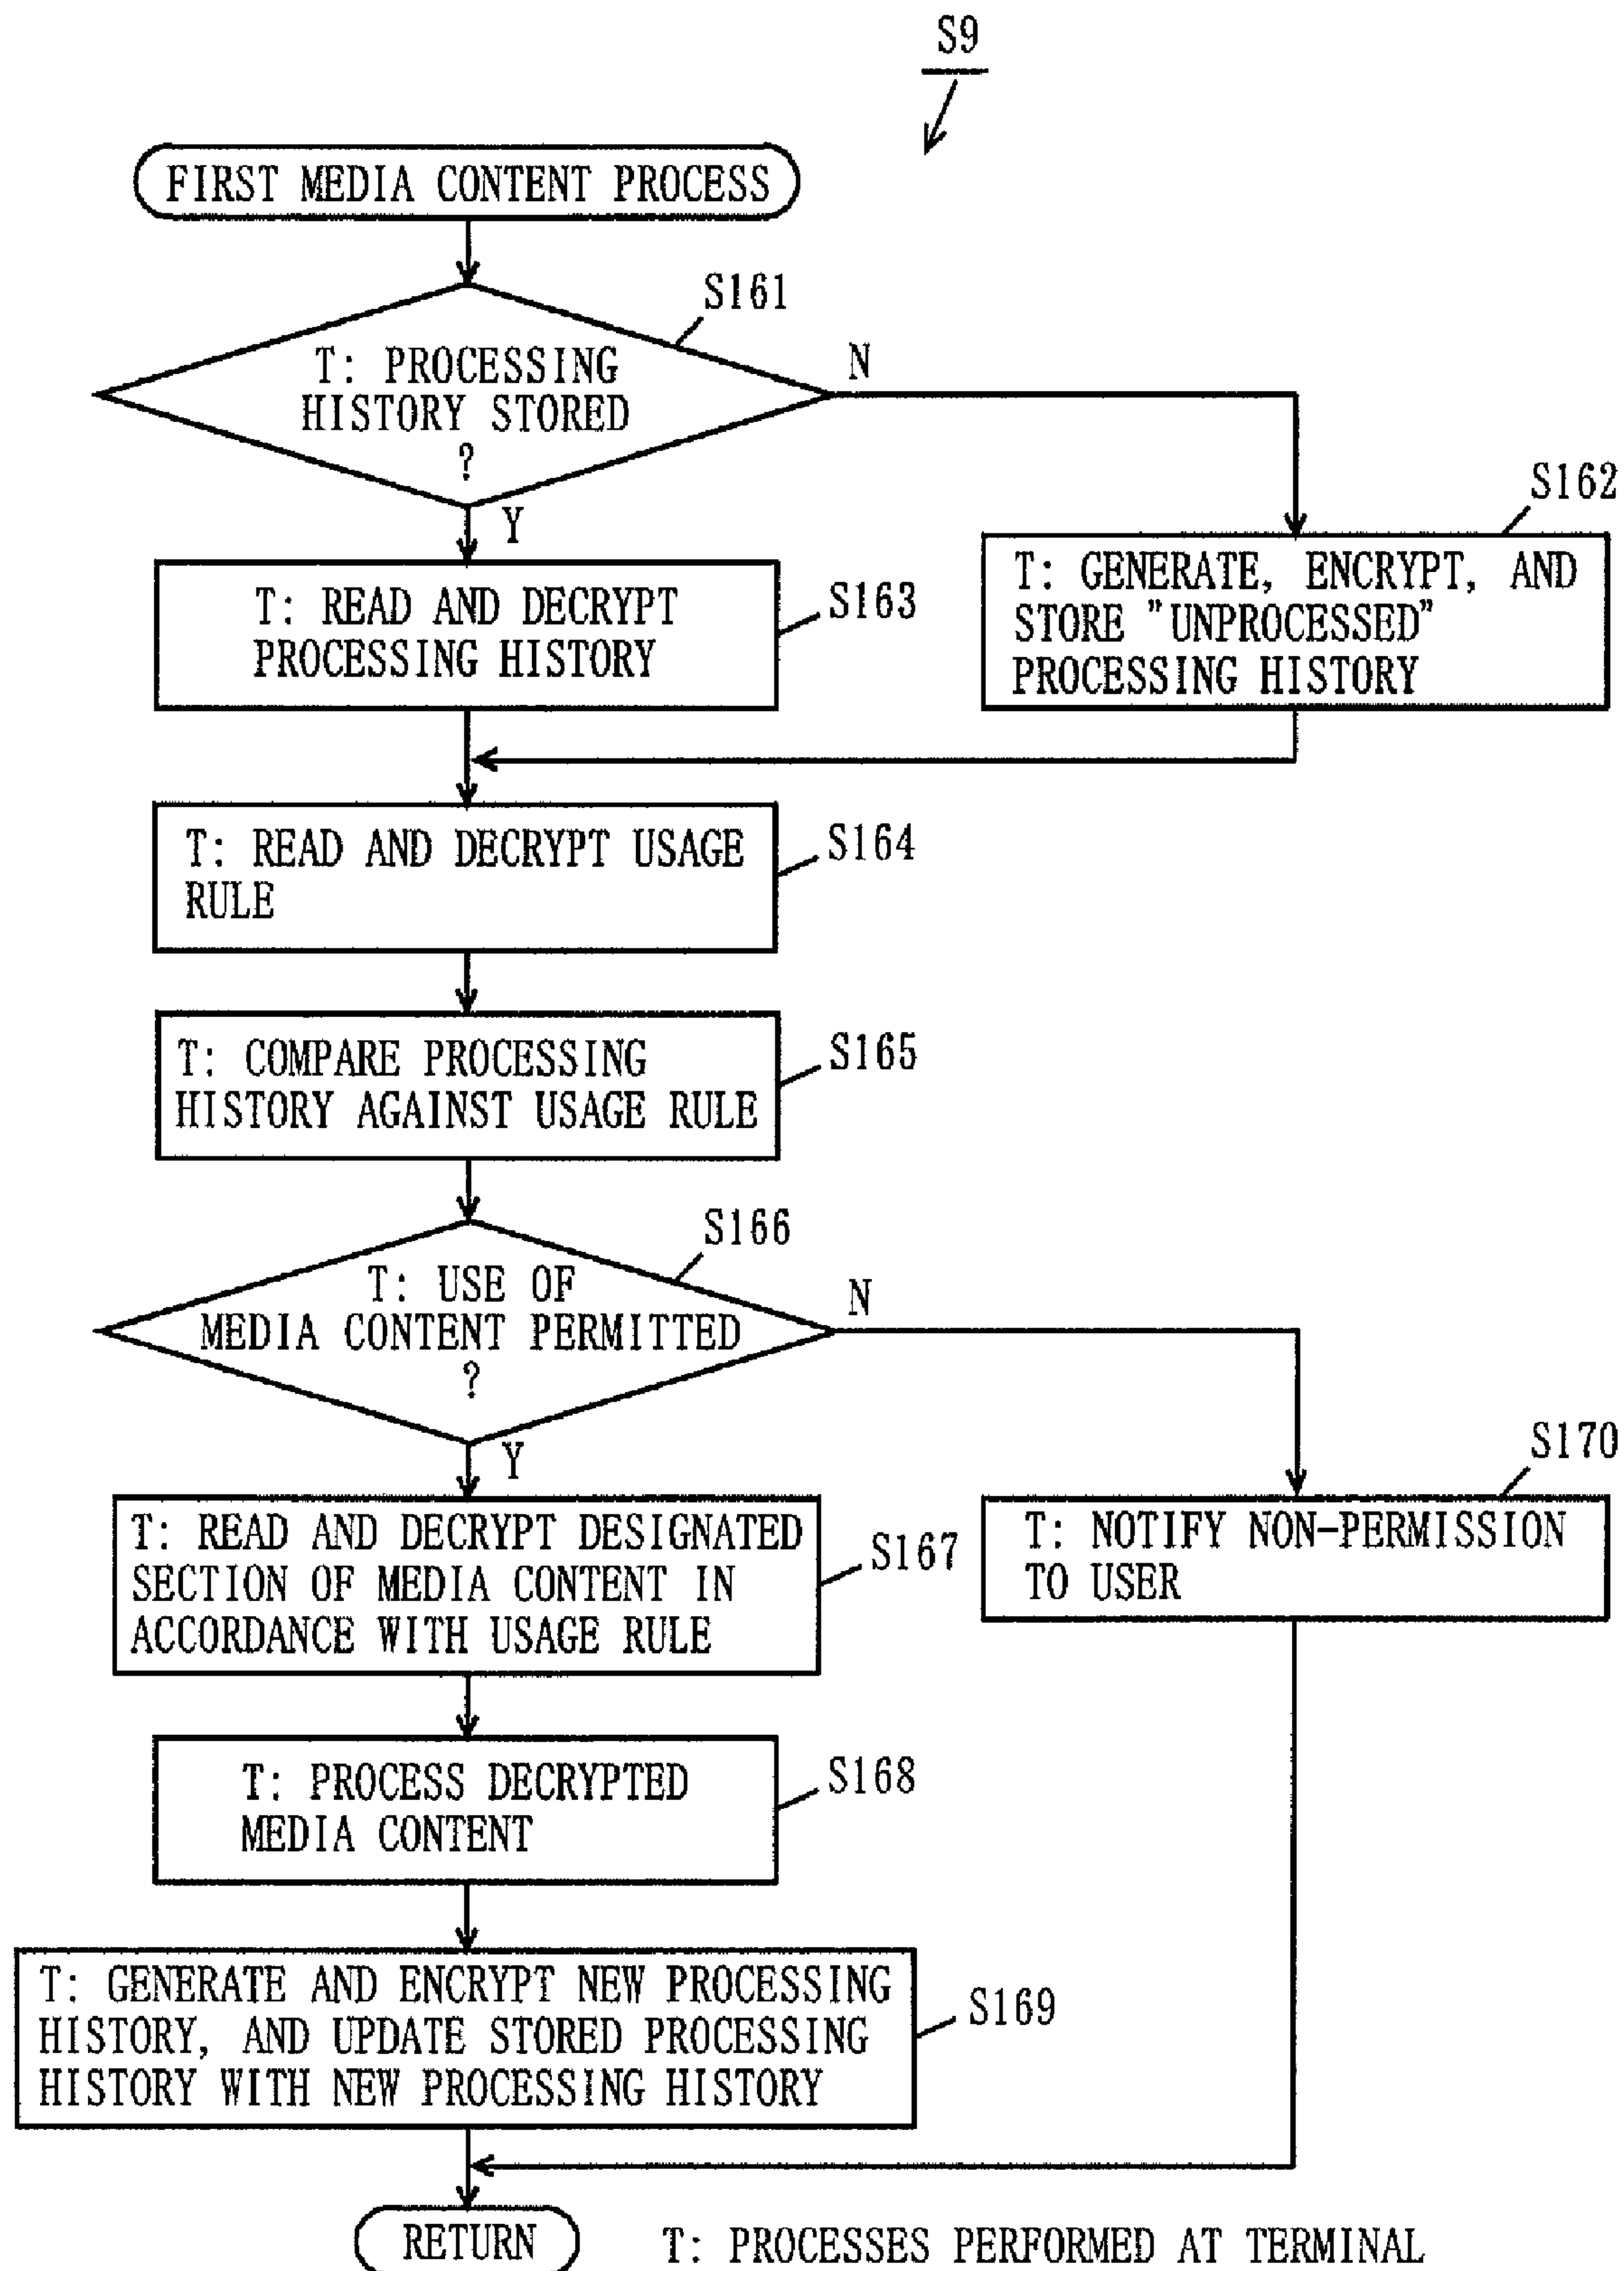 S9
FIRST MEDIA CONTENT PROCESS
S161
T: PROCESSING
HISTORY STORED
?
N
Y
S162
T: GENERATE, ENCRYPT, AND
STORE "UNPROCESSED"
PROCESSING HISTORY
S163
T: READ AND DECRYPT
PROCESSING HISTORY
S164
T: READ AND DECRYPT USAGE
RULE
S165
T: COMPARE PROCESSING
HISTORY AGAINST USAGE RULE
S166
T: USE OF
MEDIA CONTENT PERMITTED
?
N
Y
S170
T: NOTIFY NON-PERMISSION
TO USER
S167
T: READ AND DECRYPT DESIGNATED
SECTION OF MEDIA CONTENT IN
ACCORDANCE WITH USAGE RULE
S168
T: PROCESS DECRYPTED
MEDIA CONTENT
S169
T: GENERATE AND ENCRYPT NEW PROCESSING
HISTORY, AND UPDATE STORED PROCESSING
HISTORY WITH NEW PROCESSING HISTORY
RETURN
T: PROCESSES PERFORMED AT TERMINAL